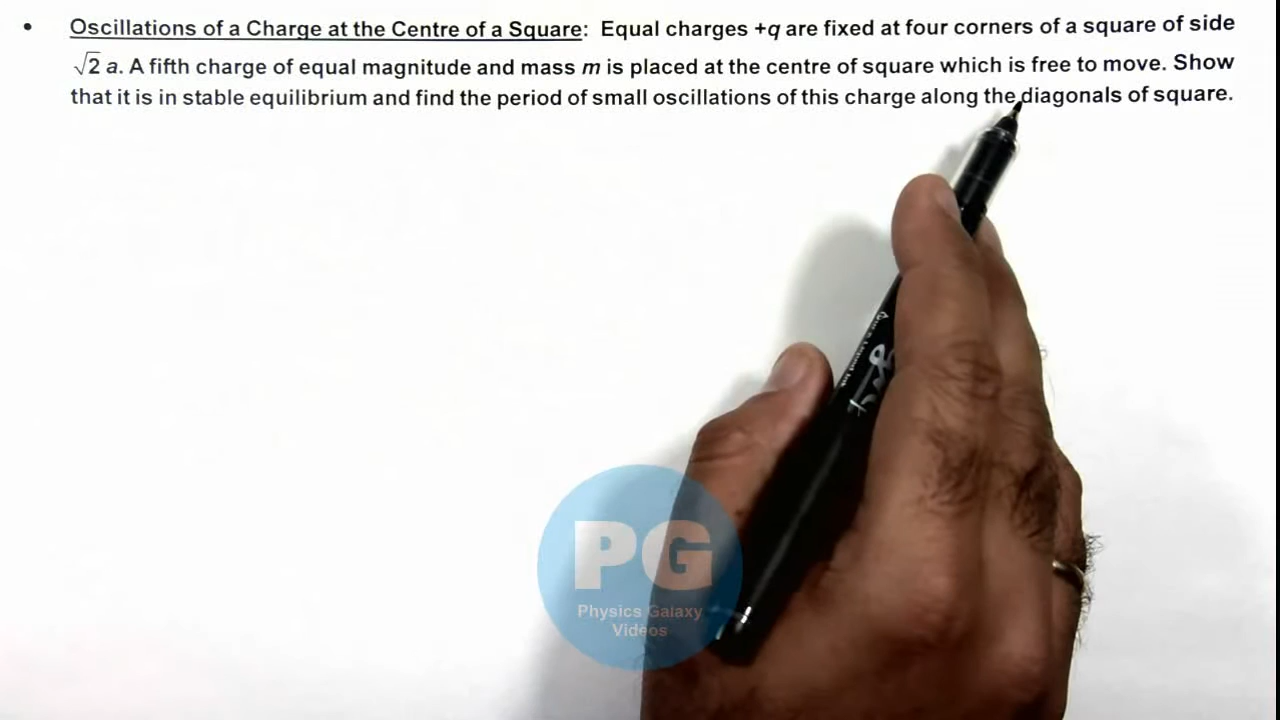 • Oscillations of a Charge at the Centre of a Square: Equal charges +q are fixed at four corners of a square of side
√2 a. A fifth charge of equal magnitude and mass m is placed at the centre of square which is free to move. Show
that it is in stable equilibrium and find the period of small oscillations of this charge along the diagonals of square.
PG
Physics Galaxy
Videos